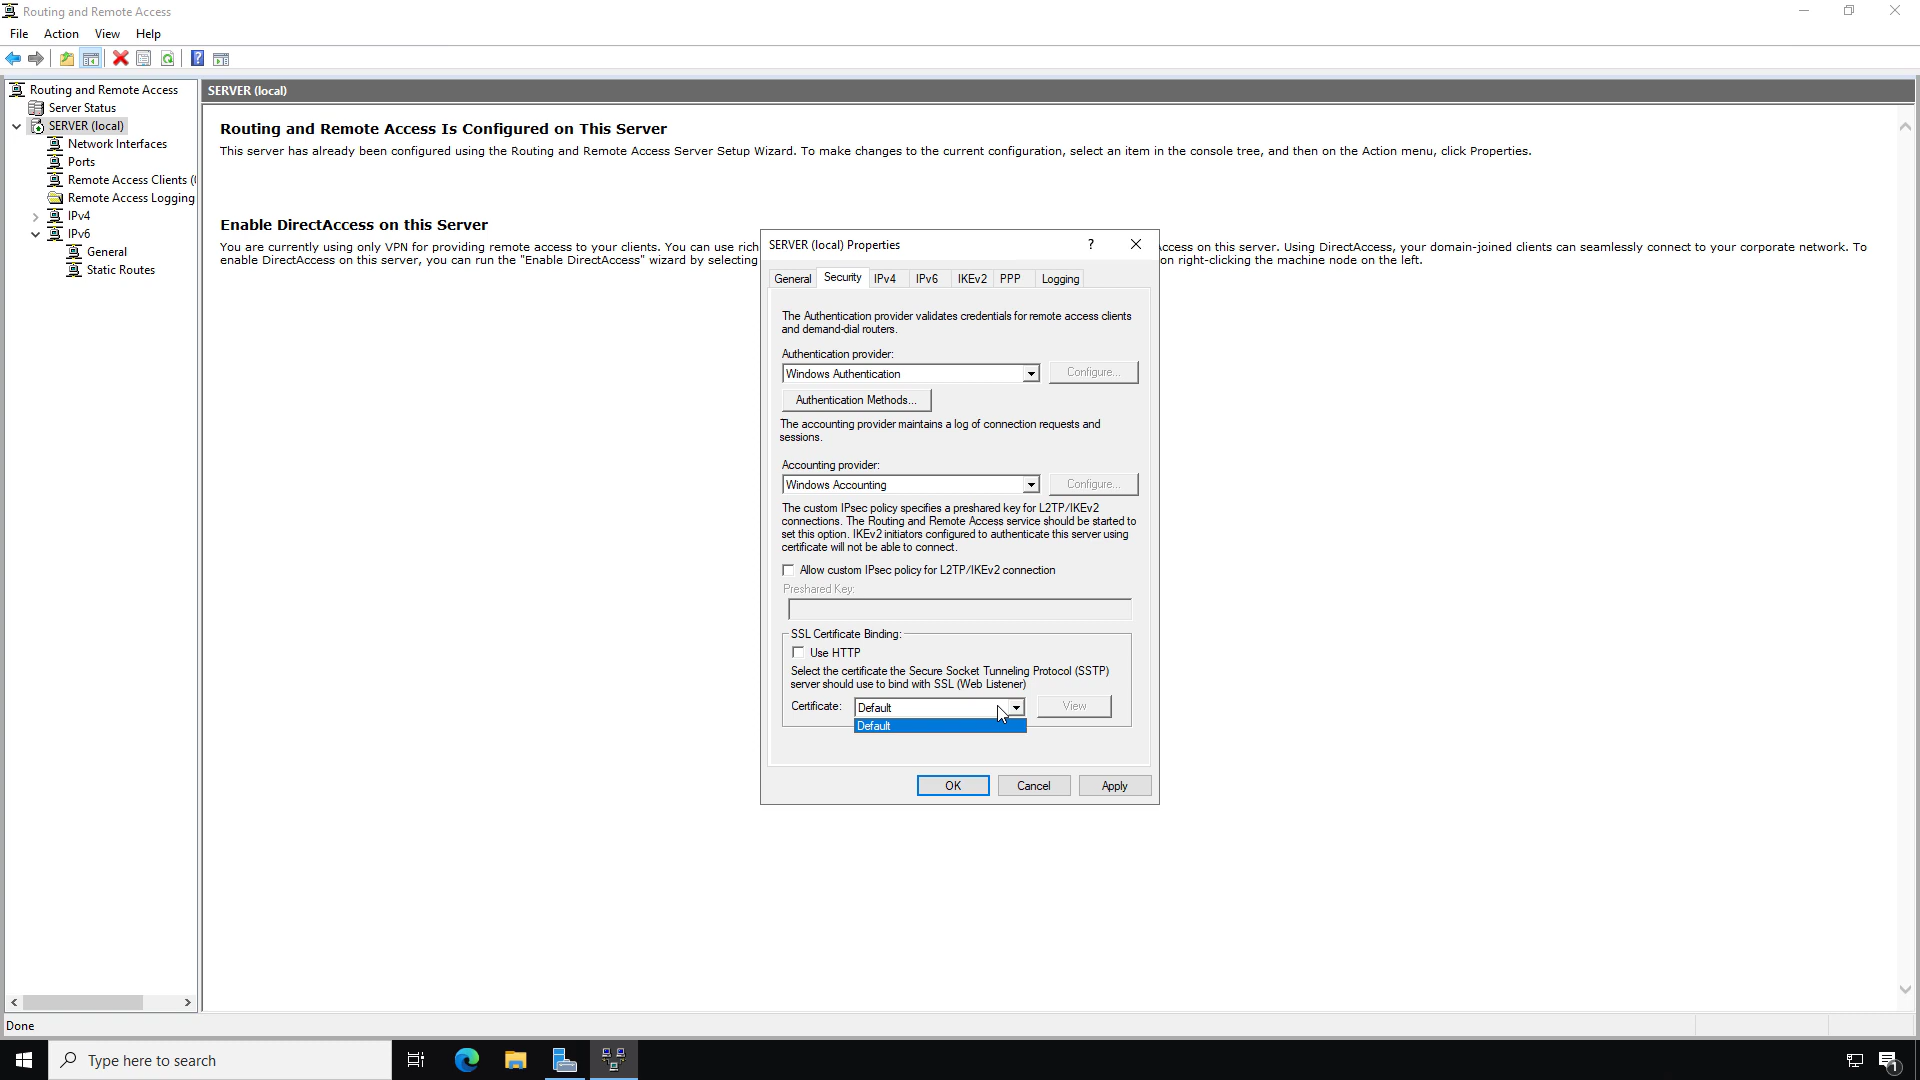 Routing and Remote Access
File Action View Help
Routing and Remote Access
Server Status
SERVER (local)
Network Interfaces
Ports
Remote Access Clients (
Remote Access Logging
IPv4
IPv6
General
Static Routes
SERVER (local)
Routing and Remote Access Is Configured on This Server
This server has already been configured using the Routing and Remote Access Server Setup Wizard. To make changes to the current configuration, select an item in the console tree, and then on the Action menu, click Properties.
Enable DirectAccess on this Server
You are currently using only VPN for providing remote access to your clients. You can use rich
ccess on this server. Using DirectAccess, your domain-joined clients can seamlessly connect to your corporate network. To
enable DirectAccess on this server, you can run the "Enable DirectAccess" wizard by selecting
on right-clicking the machine node on the left.
SERVER (local) Properties
?
General Security IPv4 IPv6 IKEv2 PPP Logging
The Authentication provider validates credentials for remote access clients
and demand-dial routers.
Authentication provider:
Windows Authentication Configure...
Authentication Methods...
The accounting provider maintains a log of connection requests and
sessions.
Accounting provider:
Windows Accounting Configure...
The custom IPsec policy specifies a preshared key for L2TP/IKEv2
connections. The Routing and Remote Access service should be started to
set this option. IKEv2 initiators configured to authenticate this server using
certificate will not be able to connect.
Allow custom IPsec policy for L2TP/IKEv2 connection
Preshared Key:
SSL Certificate Binding:
Use HTTP
Select the certificate the Secure Socket Tunneling Protocol (SSTP)
server should use to bind with SSL (Web Listener)
Certificate: Default View
Default
OK Cancel Apply
Done
Type here to search
1